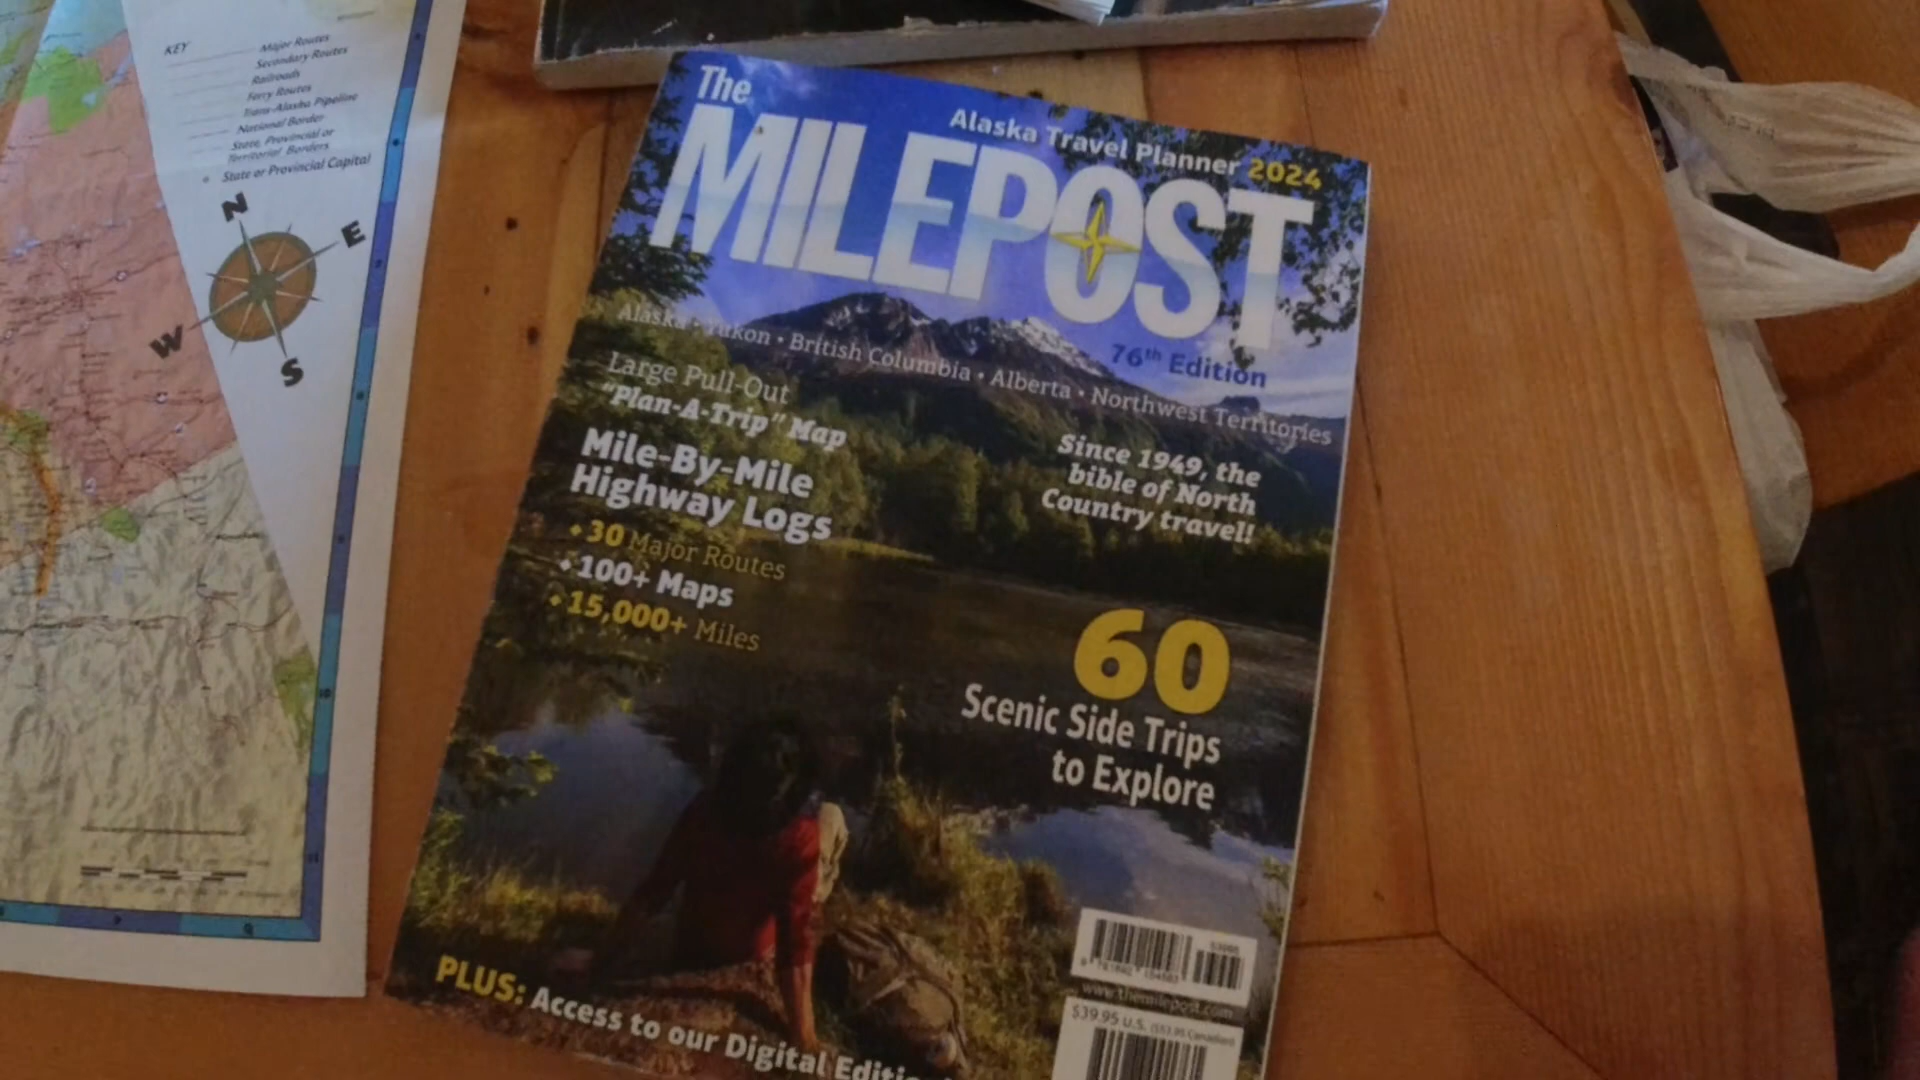 KEY
Major Routes
Secondary Routes
Railroads
Ferry Routes
Trans-Alaska Pipeline
National Border
State, Provincial or
Territorial Borders
State or Provincial Capital
N
E
W
S
The
Alaska Travel Planner 2024
MILEPOST
76th Edition
Alaska • Yukon • British Columbia • Alberta • Northwest Territories
Large Pull-Out
"Plan-A-Trip" Map
Mile-By-Mile
Highway Logs
30 Major Routes
100+ Maps
15,000+ Miles
Since 1949, the
bible of North
Country travel!
60
Scenic Side Trips
to Explore
PLUS: Access to our Digital
www.themilepost.com
$39.95 U.S.